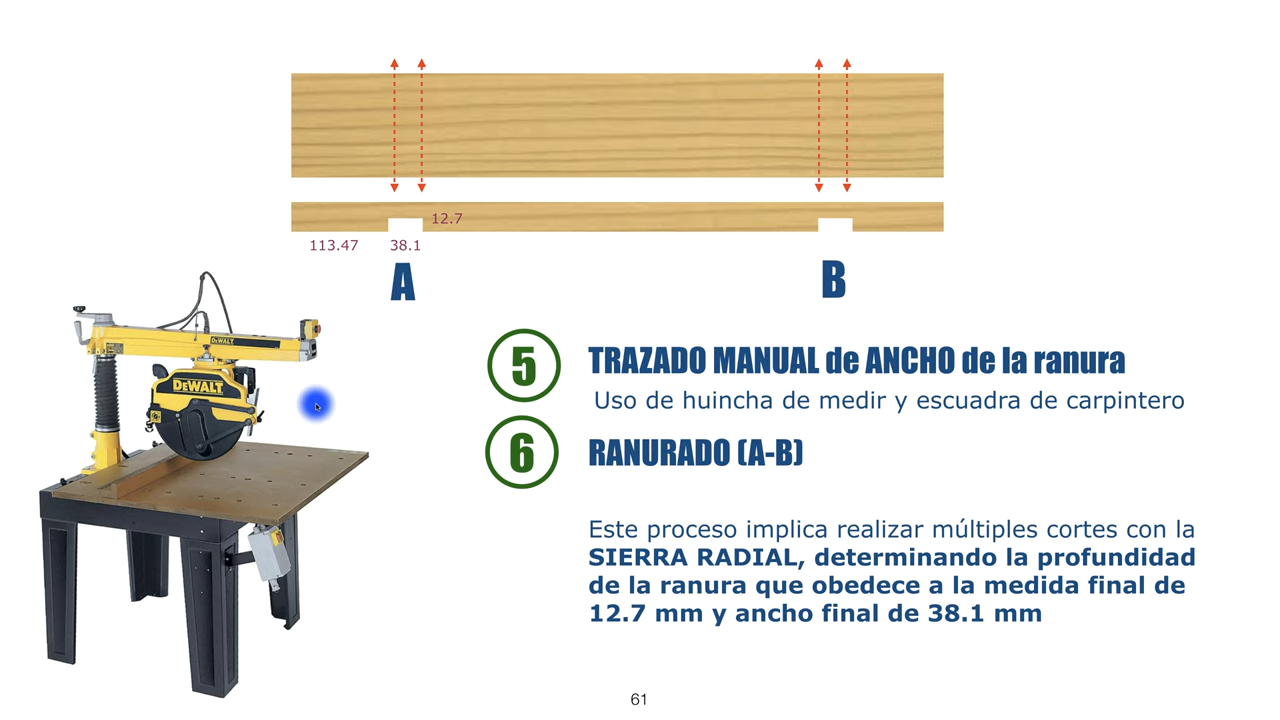 12.7
113.47 38.1
A B
DEWALT
DEWALT
5 TRAZADO MANUAL de ANCHO de la ranura
Uso de huincha de medir y escuadra de carpintero
6 RANURADO (A-B)
Este proceso implica realizar múltiples cortes con la
SIERRA RADIAL, determinando la profundidad
de la ranura que obedece a la medida final de
12.7 mm y ancho final de 38.1 mm
61